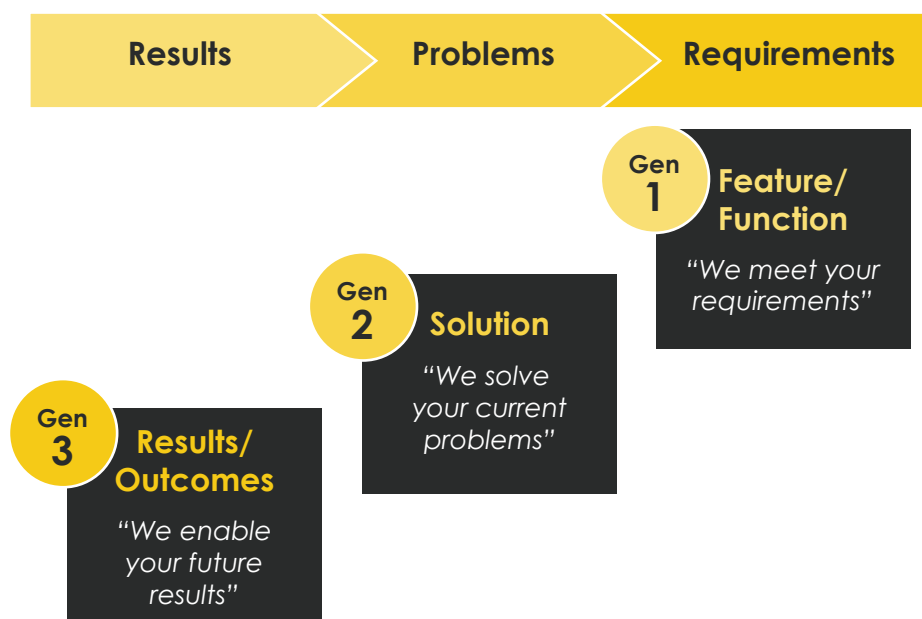 Results
Problems
Requirements
Gen
1
Feature/
Function
“We meet your
requirements”
Gen
2
Solution
“We solve
your current
problems”
Gen
3
Results/
Outcomes
“We enable
your future
results”